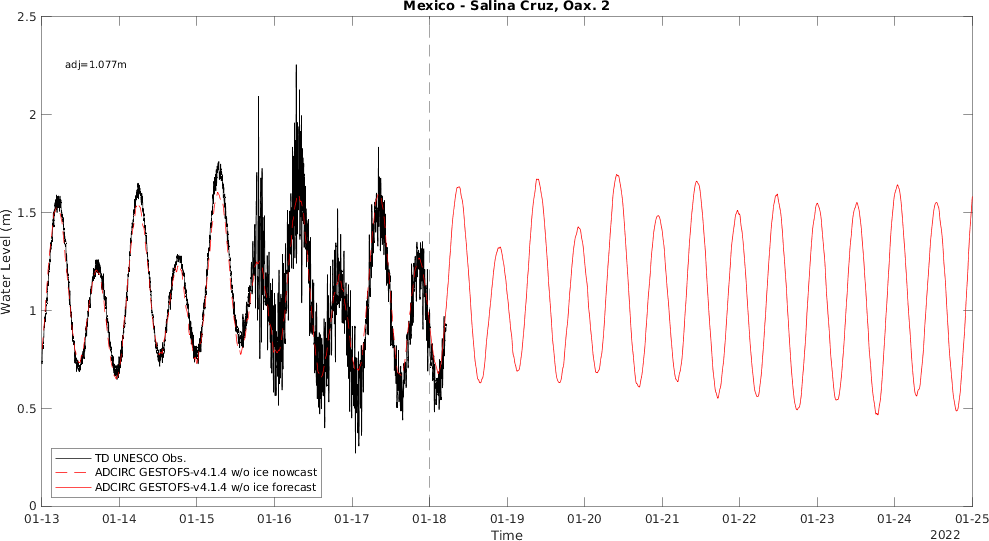 Mexico - Salina Cruz, Oax. 2
2.5
adj=1.077m
2
1.5
Water Level (m)
1
0.5
TD UNESCO Obs.
ADCIRC GESTOFS-v4.1.4 w/o ice nowcast
ADCIRC GESTOFS-v4.1.4 w/o ice forecast
0
01-13 01-14 01-15 01-16 01-17 01-18 01-19 01-20 01-21 01-22 01-23 01-24 01-25
Time
2022